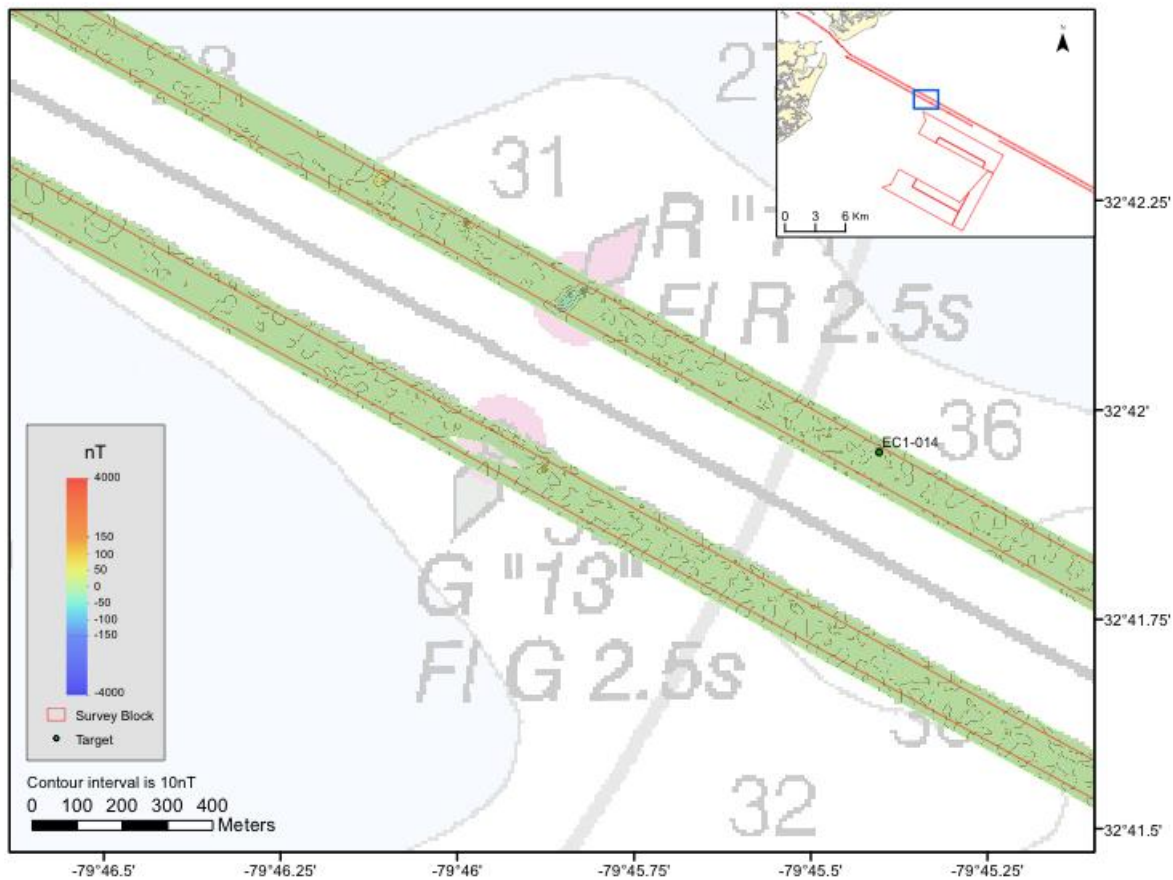 28
27
31
R "1
Fl R 2.5s
EC1-014
36
G "13"
Fl G 2.5s
32
N
0 3 6 Km
32°42.25'
32°42'
32°41.75'
32°41.5'
nT
4000
150
100
50
0
-50
-100
-150
-4000
Survey Block
Target
Contour interval is 10nT
0 100 200 300 400
Meters
-79°46.5' -79°46.25' -79°46' -79°45.75' -79°45.5' -79°45.25'